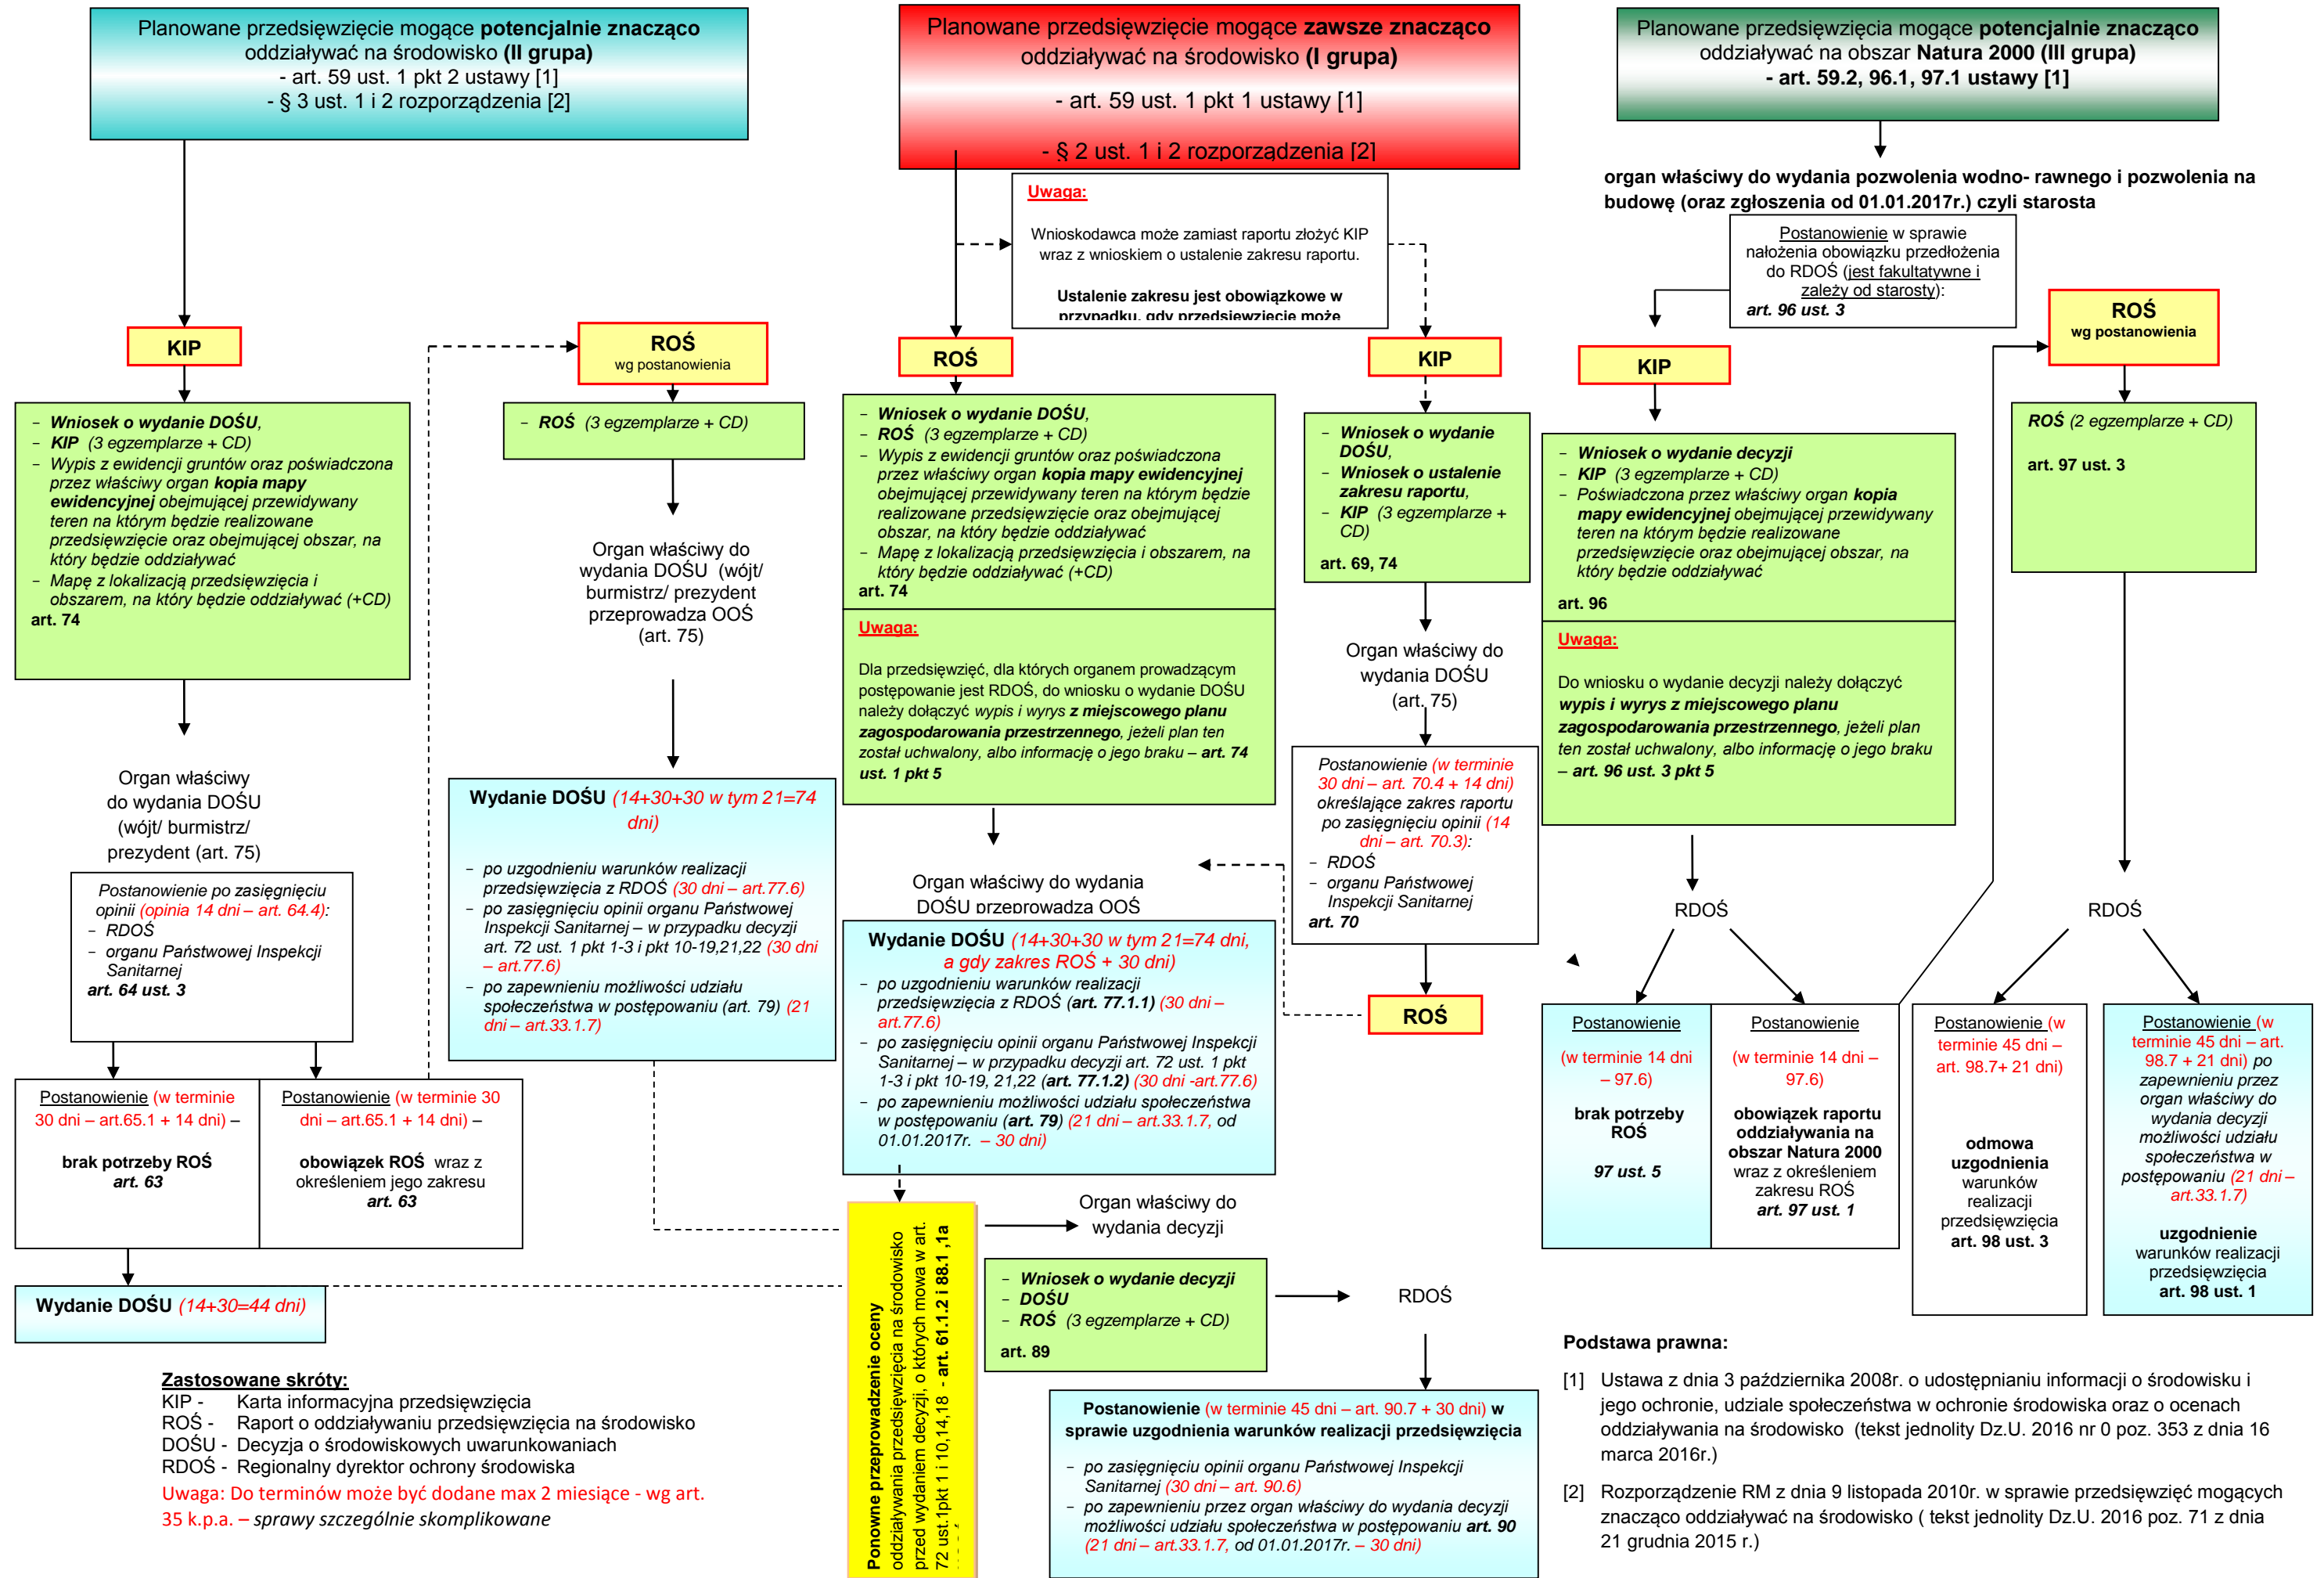 Planowane przedsięwzięcie mogące potencjalnie znacząco
oddziaływać na środowisko (II grupa)
- art. 59 ust. 1 pkt 2 ustawy [1]
- § 3 ust. 1 i 2 rozporządzenia [2]
Planowane przedsięwzięcie mogące zawsze znacząco
oddziaływać na środowisko (I grupa)
- art. 59 ust. 1 pkt 1 ustawy [1]
- § 2 ust. 1 i 2 rozporządzenia [2]
Planowane przedsięwzięcia mogące potencjalnie znacząco
oddziaływać na obszar Natura 2000 (III grupa)
- art. 59.2, 96.1, 97.1 ustawy [1]
organ właściwy do wydania pozwolenia wodno- rawnego i pozwolenia na
budowę (oraz zgłoszenia od 01.01.2017r.) czyli starosta
Uwaga:
Wnioskodawca może zamiast raportu złożyć KIP
wraz z wnioskiem o ustalenie zakresu raportu.
Ustalenie zakresu jest obowiązkowe w
przypadku, gdy przedsięwzięcie może
Postanowienie w sprawie
nałożenia obowiązku przedłożenia
do RDOŚ (jest fakultatywne i
zależy od starosty):
art. 96 ust. 3
KIP
ROŚ
wg postanowienia
ROŚ
KIP
KIP
ROŚ
wg postanowienia
- Wniosek o wydanie DOŚU,
- KIP (3 egzemplarze + CD)
- Wypis z ewidencji gruntów oraz poświadczona
przez właściwy organ kopia mapy
ewidencyjnej obejmującej przewidywany
teren na którym będzie realizowane
przedsięwzięcie oraz obejmującej obszar, na
który będzie oddziaływać
- Mapę z lokalizacją przedsięwzięcia i
obszarem, na który będzie oddziaływać (+CD)
art. 74
Organ właściwy
do wydania DOŚU
(wójt/ burmistrz/
prezydent (art. 75)
Postanowienie po zasięgnięciu
opinii (opinia 14 dni – art. 64.4):
- RDOŚ
- organu Państwowej Inspekcji
Sanitarnej
art. 64 ust. 3
Postanowienie (w terminie
30 dni – art.65.1 + 14 dni) –
brak potrzeby ROŚ
art. 63
Postanowienie (w terminie 30
dni – art.65.1 + 14 dni) –
obowiązek ROŚ wraz z
określeniem jego zakresu
art. 63
Wydanie DOŚU (14+30=44 dni)
- ROŚ (3 egzemplarze + CD)
Organ właściwy do
wydania DOŚU (wójt/
burmistrz/ prezydent
przeprowadza OOŚ
(art. 75)
Wydanie DOŚU (14+30+30 w tym 21=74
dni)
- po uzgodnieniu warunków realizacji
przedsięwzięcia z RDOŚ (30 dni – art.77.6)
- po zasięgnięciu opinii organu Państwowej
Inspekcji Sanitarnej – w przypadku decyzji
art. 72 ust. 1 pkt 1-3 i pkt 10-19,21,22 (30 dni
– art.77.6)
- po zapewnieniu możliwości udziału
społeczeństwa w postępowaniu (art. 79) (21
dni – art.33.1.7)
- Wniosek o wydanie DOŚU,
- ROŚ (3 egzemplarze + CD)
- Wypis z ewidencji gruntów oraz poświadczona
przez właściwy organ kopia mapy ewidencyjnej
obejmującej przewidywany teren na którym będzie
realizowane przedsięwzięcie oraz obejmującej
obszar, na który będzie oddziaływać
- Mapę z lokalizacją przedsięwzięcia i obszarem, na
który będzie oddziaływać (+CD)
art. 74
Uwaga:
Dla przedsięwzięć, dla których organem prowadzącym
postępowanie jest RDOŚ, do wniosku o wydanie DOŚU
należy dołączyć wypis i wyrys z miejscowego planu
zagospodarowania przestrzennego, jeżeli plan ten
został uchwalony, albo informację o jego braku – art. 74
ust. 1 pkt 5
Organ właściwy do wydania
DOŚU przeprowadza OOŚ
Wydanie DOŚU (14+30+30 w tym 21=74 dni,
a gdy zakres ROŚ + 30 dni)
- po uzgodnieniu warunków realizacji
przedsięwzięcia z RDOŚ (art. 77.1.1) (30 dni –
art.77.6)
- po zasięgnięciu opinii organu Państwowej Inspekcji
Sanitarnej – w przypadku decyzji art. 72 ust. 1 pkt
1-3 i pkt 10-19, 21,22 (art. 77.1.2) (30 dni -art.77.6)
- po zapewnieniu możliwości udziału społeczeństwa
w postępowaniu (art. 79) (21 dni – art.33.1.7, od
01.01.2017r. – 30 dni)
- Wniosek o wydanie
DOŚU,
- Wniosek o ustalenie
zakresu raportu,
- KIP (3 egzemplarze +
CD)
art. 69, 74
Organ właściwy do
wydania DOŚU
(art. 75)
Postanowienie (w terminie
30 dni – art. 70.4 + 14 dni)
określające zakres raportu
po zasięgnięciu opinii (14
dni – art. 70.3):
- RDOŚ
- organu Państwowej
Inspekcji Sanitarnej
art. 70
ROŚ
- Wniosek o wydanie decyzji
- KIP (3 egzemplarze + CD)
- Poświadczona przez właściwy organ kopia
mapy ewidencyjnej obejmującej przewidywany
teren na którym będzie realizowane
przedsięwzięcie oraz obejmującej obszar, na
który będzie oddziaływać
art. 96
Uwaga:
Do wniosku o wydanie decyzji należy dołączyć
wypis i wyrys z miejscowego planu
zagospodarowania przestrzennego, jeżeli plan
ten został uchwalony, albo informację o jego braku
– art. 96 ust. 3 pkt 5
RDOŚ
Postanowienie
(w terminie 14 dni
– 97.6)
brak potrzeby
ROŚ
97 ust. 5
Postanowienie
(w terminie 14 dni –
97.6)
obowiązek raportu
oddziaływania na
obszar Natura 2000
wraz z określeniem
zakresu ROŚ
art. 97 ust. 1
ROŚ (2 egzemplarze + CD)
art. 97 ust. 3
RDOŚ
Postanowienie (w
terminie 45 dni –
art. 98.7+ 21 dni)
odmowa
uzgodnienia
warunków
realizacji
przedsięwzięcia
art. 98 ust. 3
Postanowienie (w
terminie 45 dni – art.
98.7 + 21 dni) po
zapewnieniu przez
organ właściwy do
wydania decyzji
możliwości udziału
społeczeństwa w
postępowaniu (21 dni –
art.33.1.7)
uzgodnienie
warunków realizacji
przedsięwzięcia
art. 98 ust. 1
Ponowne przeprowadzenie oceny
oddziaływania przedsięwzięcia na środowisko
przed wydaniem decyzji, o których mowa w art.
72 ust.1pkt 1 i 10,14,18 - art. 61.1.2 i 88.1 ,1a
Organ właściwy do
wydania decyzji
- Wniosek o wydanie decyzji
- DOŚU
- ROŚ (3 egzemplarze + CD)
art. 89
RDOŚ
Postanowienie (w terminie 45 dni – art. 90.7 + 30 dni) w
sprawie uzgodnienia warunków realizacji przedsięwzięcia
- po zasięgnięciu opinii organu Państwowej Inspekcji
Sanitarnej (30 dni – art. 90.6)
- po zapewnieniu przez organ właściwy do wydania decyzji
możliwości udziału społeczeństwa w postępowaniu art. 90
(21 dni – art.33.1.7, od 01.01.2017r. – 30 dni)
Zastosowane skróty:
KIP - Karta informacyjna przedsięwzięcia
ROŚ - Raport o oddziaływaniu przedsięwzięcia na środowisko
DOŚU - Decyzja o środowiskowych uwarunkowaniach
RDOŚ - Regionalny dyrektor ochrony środowiska
Uwaga: Do terminów może być dodane max 2 miesiące - wg art.
35 k.p.a. – sprawy szczególnie skomplikowane
Podstawa prawna:
[1] Ustawa z dnia 3 października 2008r. o udostępnianiu informacji o środowisku i
jego ochronie, udziale społeczeństwa w ochronie środowiska oraz o ocenach
oddziaływania na środowisko (tekst jednolity Dz.U. 2016 nr 0 poz. 353 z dnia 16
marca 2016r.)
[2] Rozporządzenie RM z dnia 9 listopada 2010r. w sprawie przedsięwzięć mogących
znacząco oddziaływać na środowisko ( tekst jednolity Dz.U. 2016 poz. 71 z dnia
21 grudnia 2015 r.)